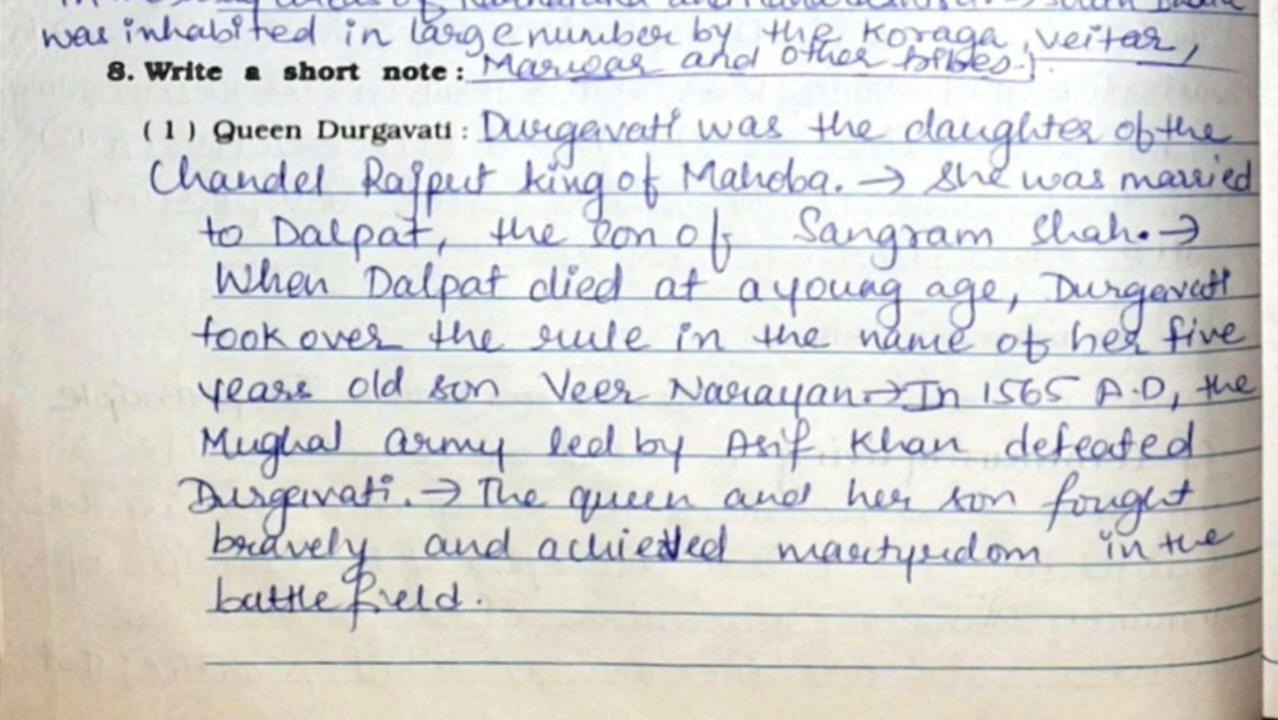 was inhabited in large number by the Koraga, veitar,
8. Write a short note: Marwar and other tribes.
(1) Queen Durgavati: Durgavati was the daughter of the
Chandel Rajput king of Mahoba. → She was married
to Dalpat, the son of Sangram Shah. →
When Dalpat died at a young age, Durgavati
took over the rule in the name of her five
years old son Veer Narayan → In 1565 A.D, the
Mughal army led by Asif Khan defeated
Durgavati. → The queen and her son fought
bravely and achieved martyrdom in the
battle field.